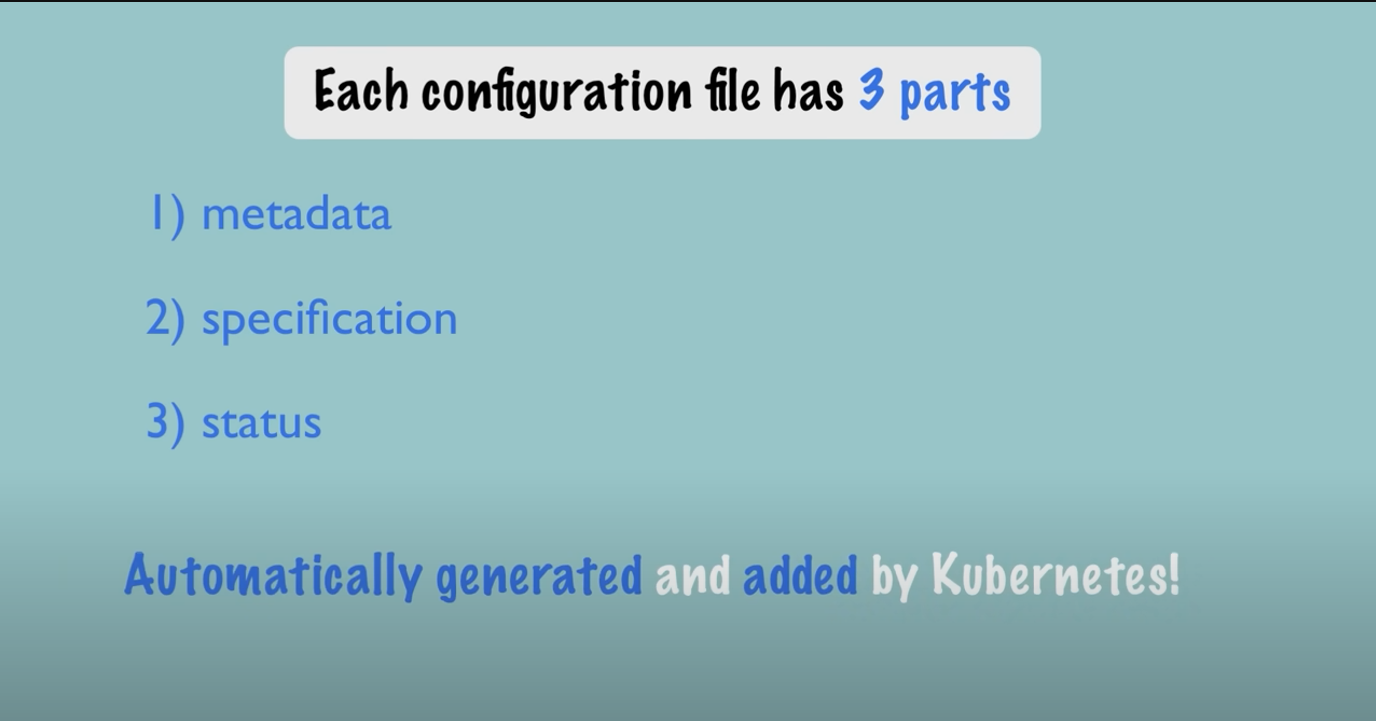 Each configuration file has 3 parts
1) metadata
2) specification
3) status
Automatically generated and added by Kubernetes!